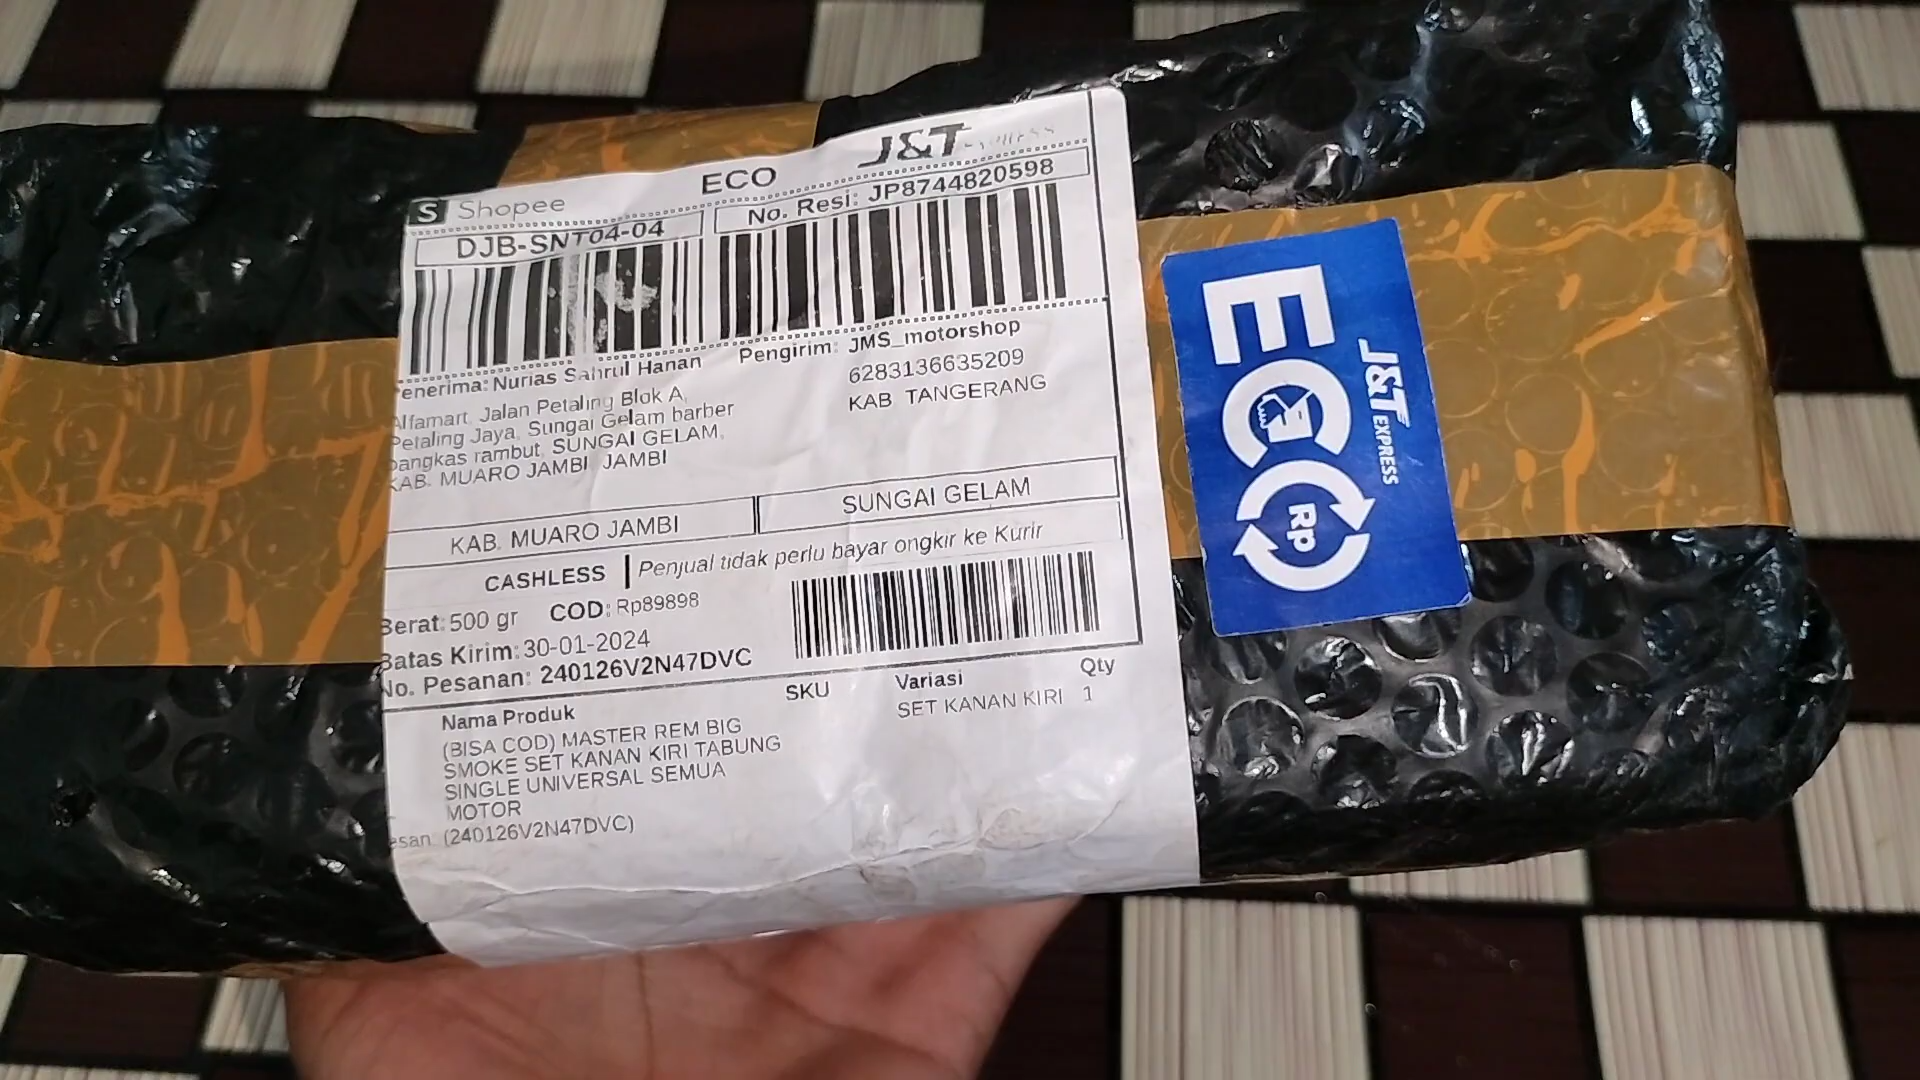 ECO
J&T
S Shopee
DJB-SNT04-04
No. Resi: JP8744820598
enerima: Nurias Sahrul Hanan
Alfamart, Jalan Petaling Blok A,
Petaling Jaya, Sungai Gelam barber
pangkas rambut, SUNGAI GELAM,
KAB. MUARO JAMBI, JAMBI
Pengirim: JMS_motorshop
6283136635209
KAB. TANGERANG
KAB. MUARO JAMBI
SUNGAI GELAM
CASHLESS
Penjual tidak perlu bayar ongkir ke Kurir
Berat: 500 gr COD: Rp89898
Batas Kirim: 30-01-2024
No. Pesanan: 240126V2N47DVC
Nama Produk SKU Variasi Qty
(BISA COD) MASTER REM BIG
SMOKE SET KANAN KIRI TABUNG
SINGLE UNIVERSAL SEMUA
MOTOR
SET KANAN KIRI 1
esan: (240126V2N47DVC)
ECO
Rp
J&T EXPRESS